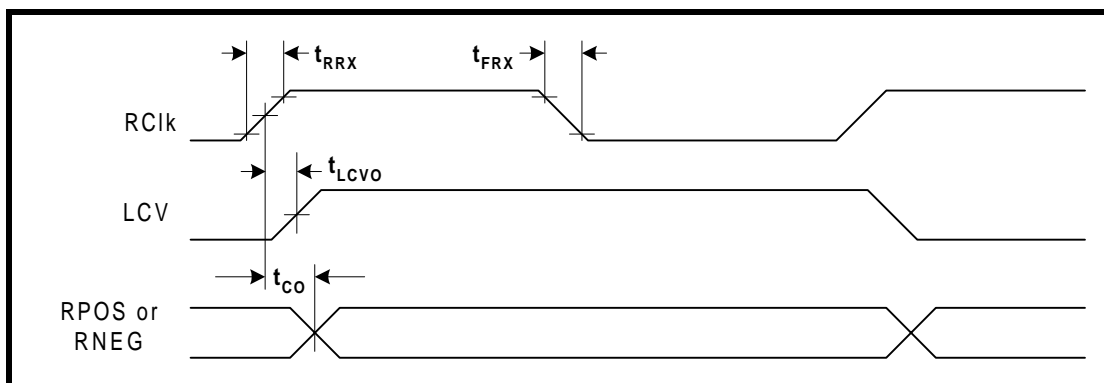 tRRX
tFRX
RClk
tLCVO
LCV
tCO
RPOS or
RNEG